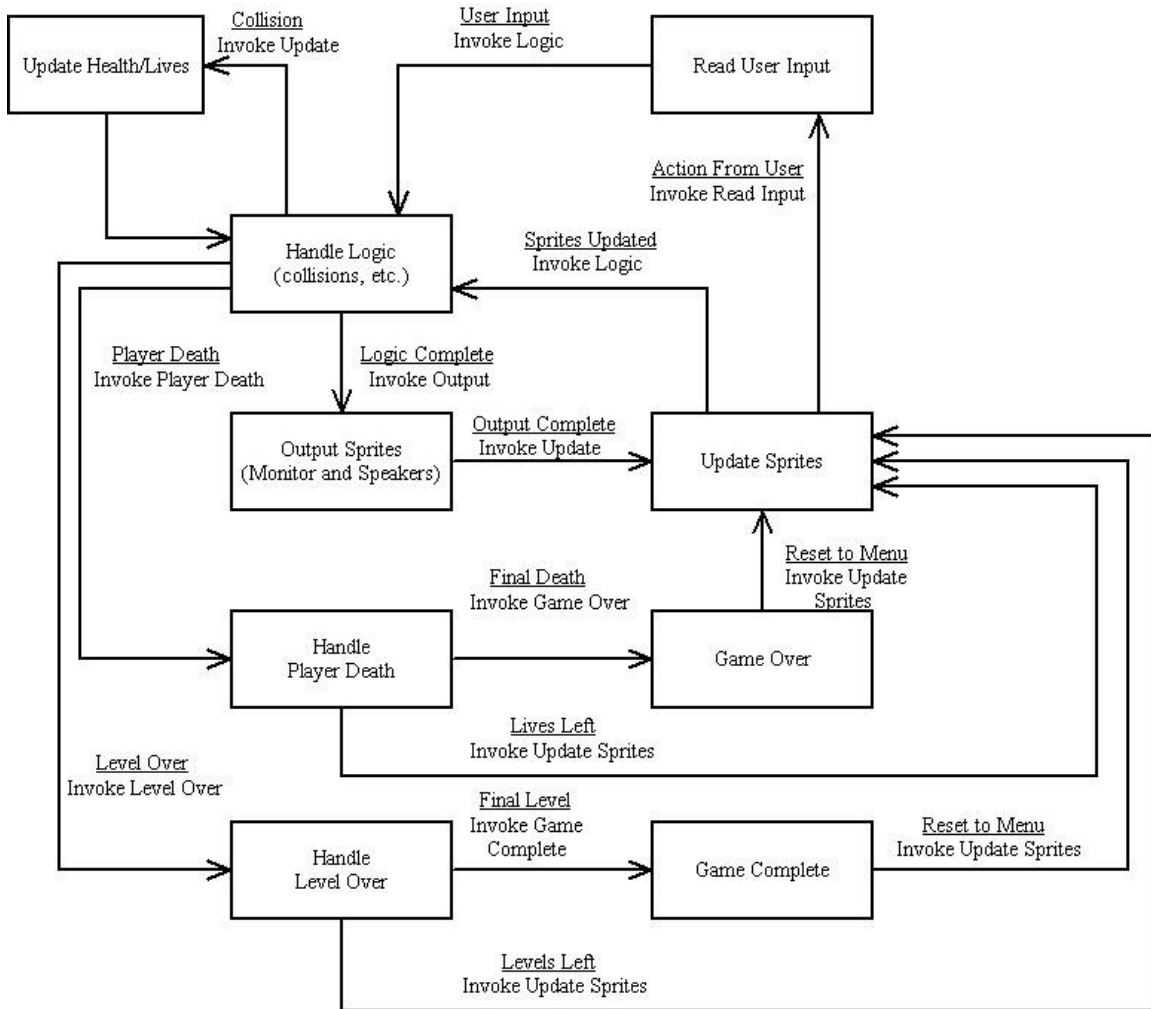 Collision
Invoke Update
User Input
Invoke Logic
Update Health/Lives
Read User Input
Action From User
Invoke Read Input
Handle Logic
(collisions, etc.)
Sprites Updated
Invoke Logic
Player Death
Invoke Player Death
Logic Complete
Invoke Output
Output Sprites
(Monitor and Speakers)
Output Complete
Invoke Update
Update Sprites
Reset to Menu
Invoke Update
Sprites
Final Death
Invoke Game Over
Handle
Player Death
Game Over
Lives Left
Invoke Update Sprites
Level Over
Invoke Level Over
Final Level
Invoke Game
Complete
Handle
Level Over
Game Complete
Reset to Menu
Invoke Update Sprites
Levels Left
Invoke Update Sprites